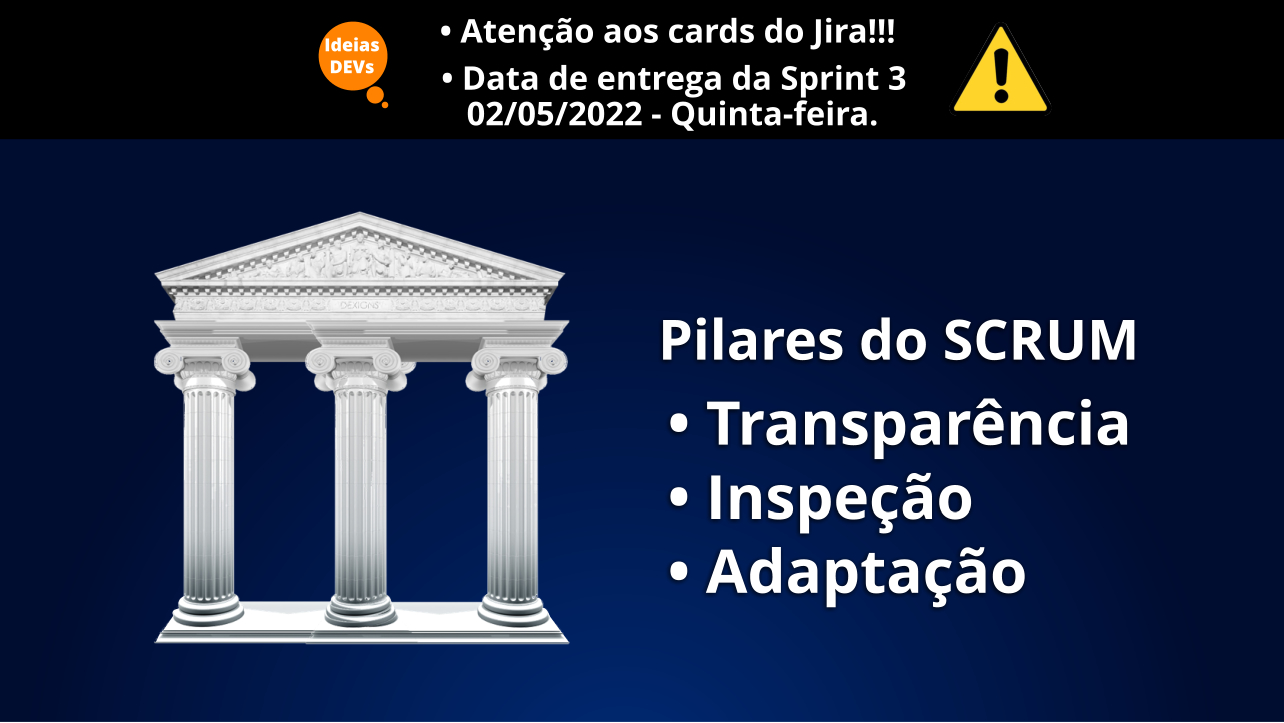 Ideias
DEVs
• Atenção aos cards do Jira!!!
• Data de entrega da Sprint 3
02/05/2022 - Quinta-feira.
DEXIGNS
Pilares do SCRUM
• Transparência
• Inspeção
• Adaptação